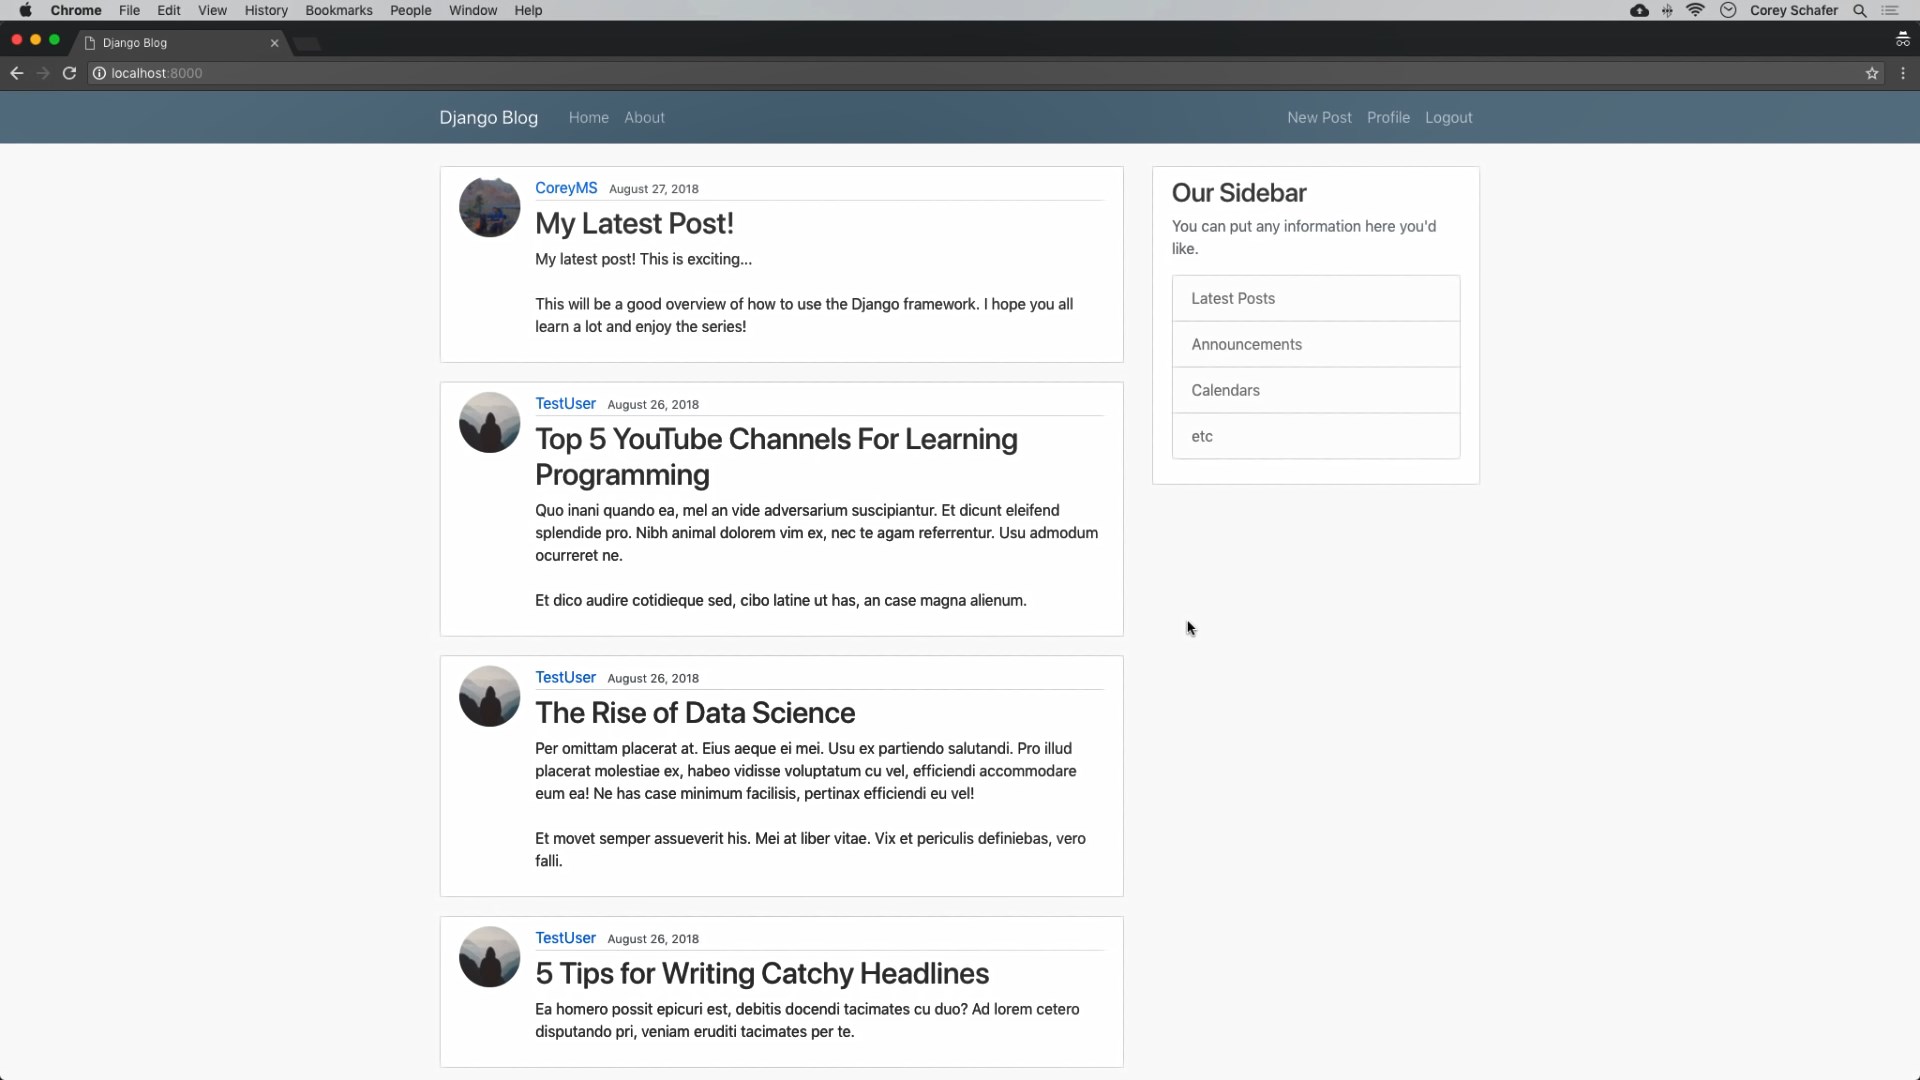 Chrome File Edit View History Bookmarks People Window Help Corey Schafer
Django Blog
localhost:8000
Django Blog Home About New Post Profile Logout
CoreyMS August 27, 2018
My Latest Post!
My latest post! This is exciting...
This will be a good overview of how to use the Django framework. I hope you all
learn a lot and enjoy the series!
TestUser August 26, 2018
Top 5 YouTube Channels For Learning
Programming
Quo inani quando ea, mel an vide adversarium suscipiantur. Et dicunt eleifend
splendide pro. Nibh animal dolorem vim ex, nec te agam referrentur. Usu admodum
ocurreret ne.
Et dico audire cotidieque sed, cibo latine ut has, an case magna alienum.
TestUser August 26, 2018
The Rise of Data Science
Per omittam placerat at. Eius aeque ei mei. Usu ex partiendo salutandi. Pro illud
placerat molestiae ex, habeo vidisse voluptatum cu vel, efficiendi accommodare
eum ea! Ne has case minimum facilisis, pertinax efficiendi eu vel!
Et movet semper assueverit his. Mei at liber vitae. Vix et periculis definiebas, vero
falli.
TestUser August 26, 2018
5 Tips for Writing Catchy Headlines
Ea homero possit epicuri est, debitis docendi tacimates cu duo? Ad lorem cetero
disputando pri, veniam eruditi tacimates per te.
Our Sidebar
You can put any information here you'd
like.
Latest Posts
Announcements
Calendars
etc